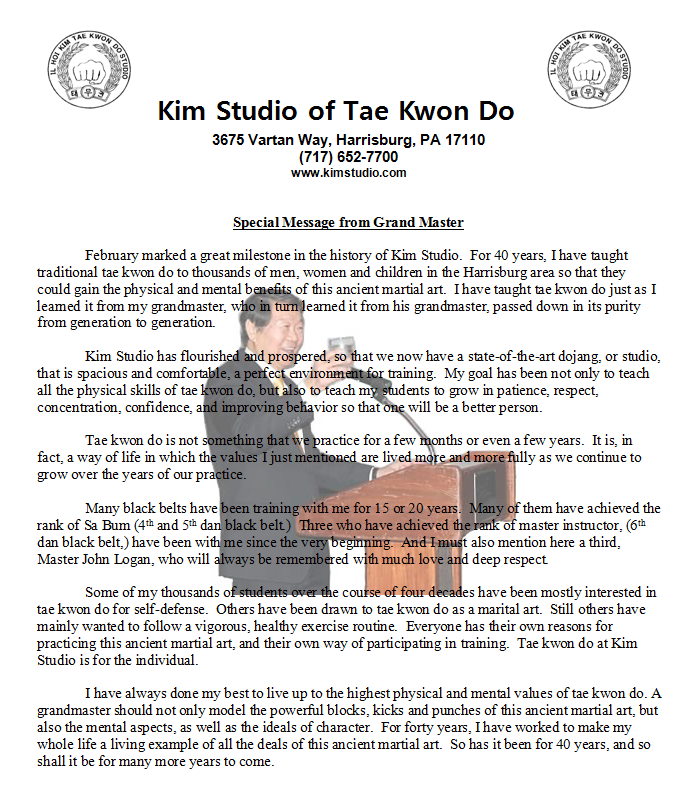 IL HOI KIM TAE KWON DO STUDIO
IL HOI KIM TAE KWON DO STUDIO
Kim Studio of Tae Kwon Do
3675 Vartan Way, Harrisburg, PA 17110
(717) 652-7700
www.kimstudio.com
Special Message from Grand Master
February marked a great milestone in the history of Kim Studio.  For 40 years, I have taught
traditional tae kwon do to thousands of men, women and children in the Harrisburg area so that they
could gain the physical and mental benefits of this ancient martial art.  I have taught tae kwon do just as I
learned it from my grandmaster, who in turn learned it from his grandmaster, passed down in its purity
from generation to generation.
Kim Studio has flourished and prospered, so that we now have a state-of-the-art dojang, or studio,
that is spacious and comfortable, a perfect environment for training.  My goal has been not only to teach
all the physical skills of tae kwon do, but also to teach my students to grow in patience, respect,
concentration, confidence, and improving behavior so that one will be a better person.
Tae kwon do is not something that we practice for a few months or even a few years.  It is, in
fact, a way of life in which the values I just mentioned are lived more and more fully as we continue to
grow over the years of our practice.
Many black belts have been training with me for 15 or 20 years.  Many of them have achieved the
rank of Sa Bum (4th and 5th dan black belt.)  Three who have achieved the rank of master instructor, (6th
dan black belt,) have been with me since the very beginning.  And I must also mention here a third,
Master John Logan, who will always be remembered with much love and deep respect.
Some of my thousands of students over the course of four decades have been mostly interested in
tae kwon do for self-defense.  Others have been drawn to tae kwon do as a marital art.  Still others have
mainly wanted to follow a vigorous, healthy exercise routine.  Everyone has their own reasons for
practicing this ancient martial art, and their own way of participating in training.  Tae kwon do at Kim
Studio is for the individual.
I have always done my best to live up to the highest physical and mental values of tae kwon do. A
grandmaster should not only model the powerful blocks, kicks and punches of this ancient martial art, but
also the mental aspects, as well as the ideals of character.  For forty years, I have worked to make my
whole life a living example of all the deals of this ancient martial art.  So has it been for 40 years, and so
shall it be for many more years to come.